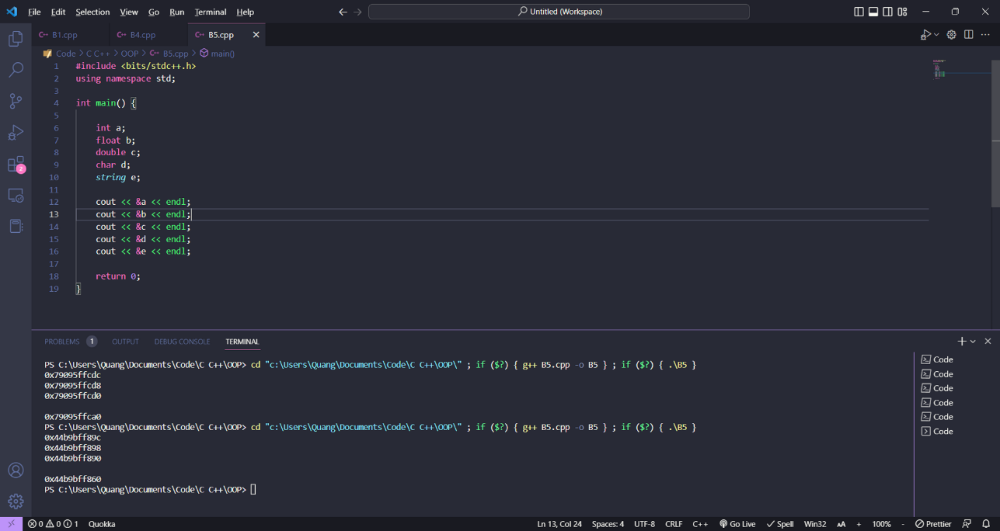 File Edit Selection View Go Run Terminal Help
Untitled (Workspace)
C++ B1.cpp C++ B4.cpp C++ B5.cpp
Code > C C++ > OOP > C++ B5.cpp > main()
1 #include <bits/stdc++.h>
2 using namespace std;
3
4 int main() {
5
6 int a;
7 float b;
8 double c;
9 char d;
10 string e;
11
12 cout << &a << endl;
13 cout << &b << endl;
14 cout << &c << endl;
15 cout << &d << endl;
16 cout << &e << endl;
17
18 return 0;
19 }
2
PROBLEMS 1 OUTPUT DEBUG CONSOLE TERMINAL
PS C:\Users\Quang\Documents\Code\C C++\OOP> cd "c:\Users\Quang\Documents\Code\C C++\OOP\" ; if ($?) { g++ B5.cpp -o B5 } ; if ($?) { .\B5 }
0x79095ffcdc
0x79095ffcd8
0x79095ffcd0
0x79095ffca0
PS C:\Users\Quang\Documents\Code\C C++\OOP> cd "c:\Users\Quang\Documents\Code\C C++\OOP\" ; if ($?) { g++ B5.cpp -o B5 } ; if ($?) { .\B5 }
0x44b9bff89c
0x44b9bff898
0x44b9bff890
0x44b9bff860
PS C:\Users\Quang\Documents\Code\C C++\OOP>
Code
Code
Code
Code
Code
Code
0 0 1 Quokka Ln 13, Col 24 Spaces: 4 UTF-8 CRLF C++ Go Live Spell Win32 AA + 100% - Prettier